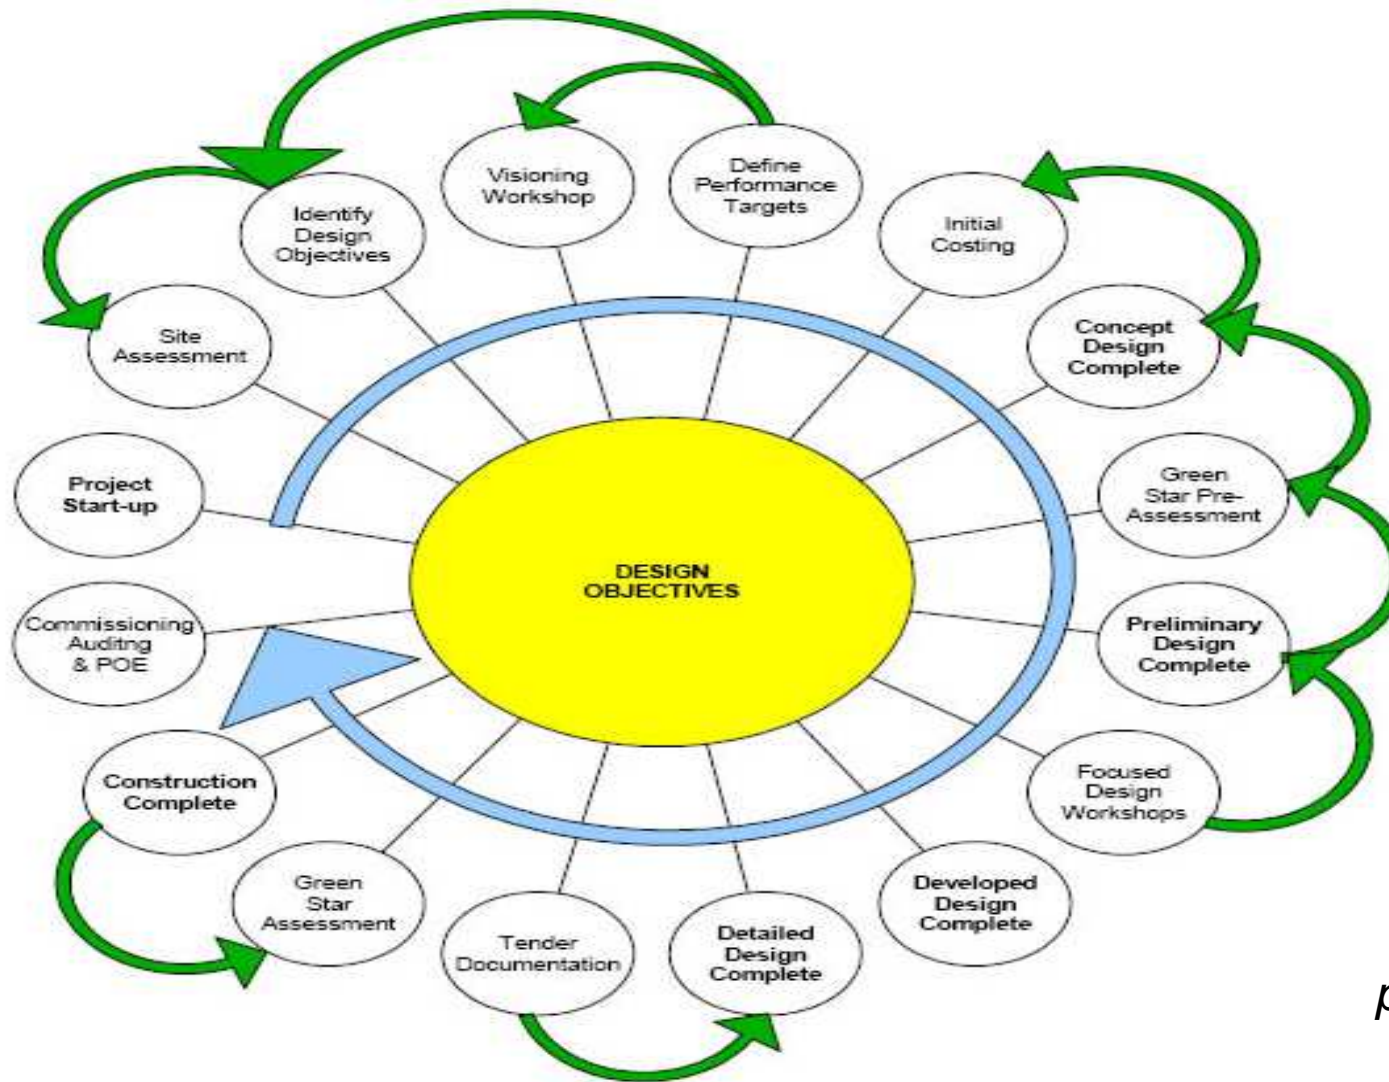 Visioning
Workshop
Define
Performance
Targets
Identify
Design
Objectives
Initial
Costing
Site
Assessment
Concept
Design
Complete
Project
Start-up
Green
Star Pre-
Assessment
DESIGN
OBJECTIVES
Commissioning
Auditng
& POE
Preliminary
Design
Complete
Construction
Complete
Focused
Design
Workshops
Green
Star
Assessment
Developed
Design
Complete
Tender
Documentation
Detailed
Design
Complete
p